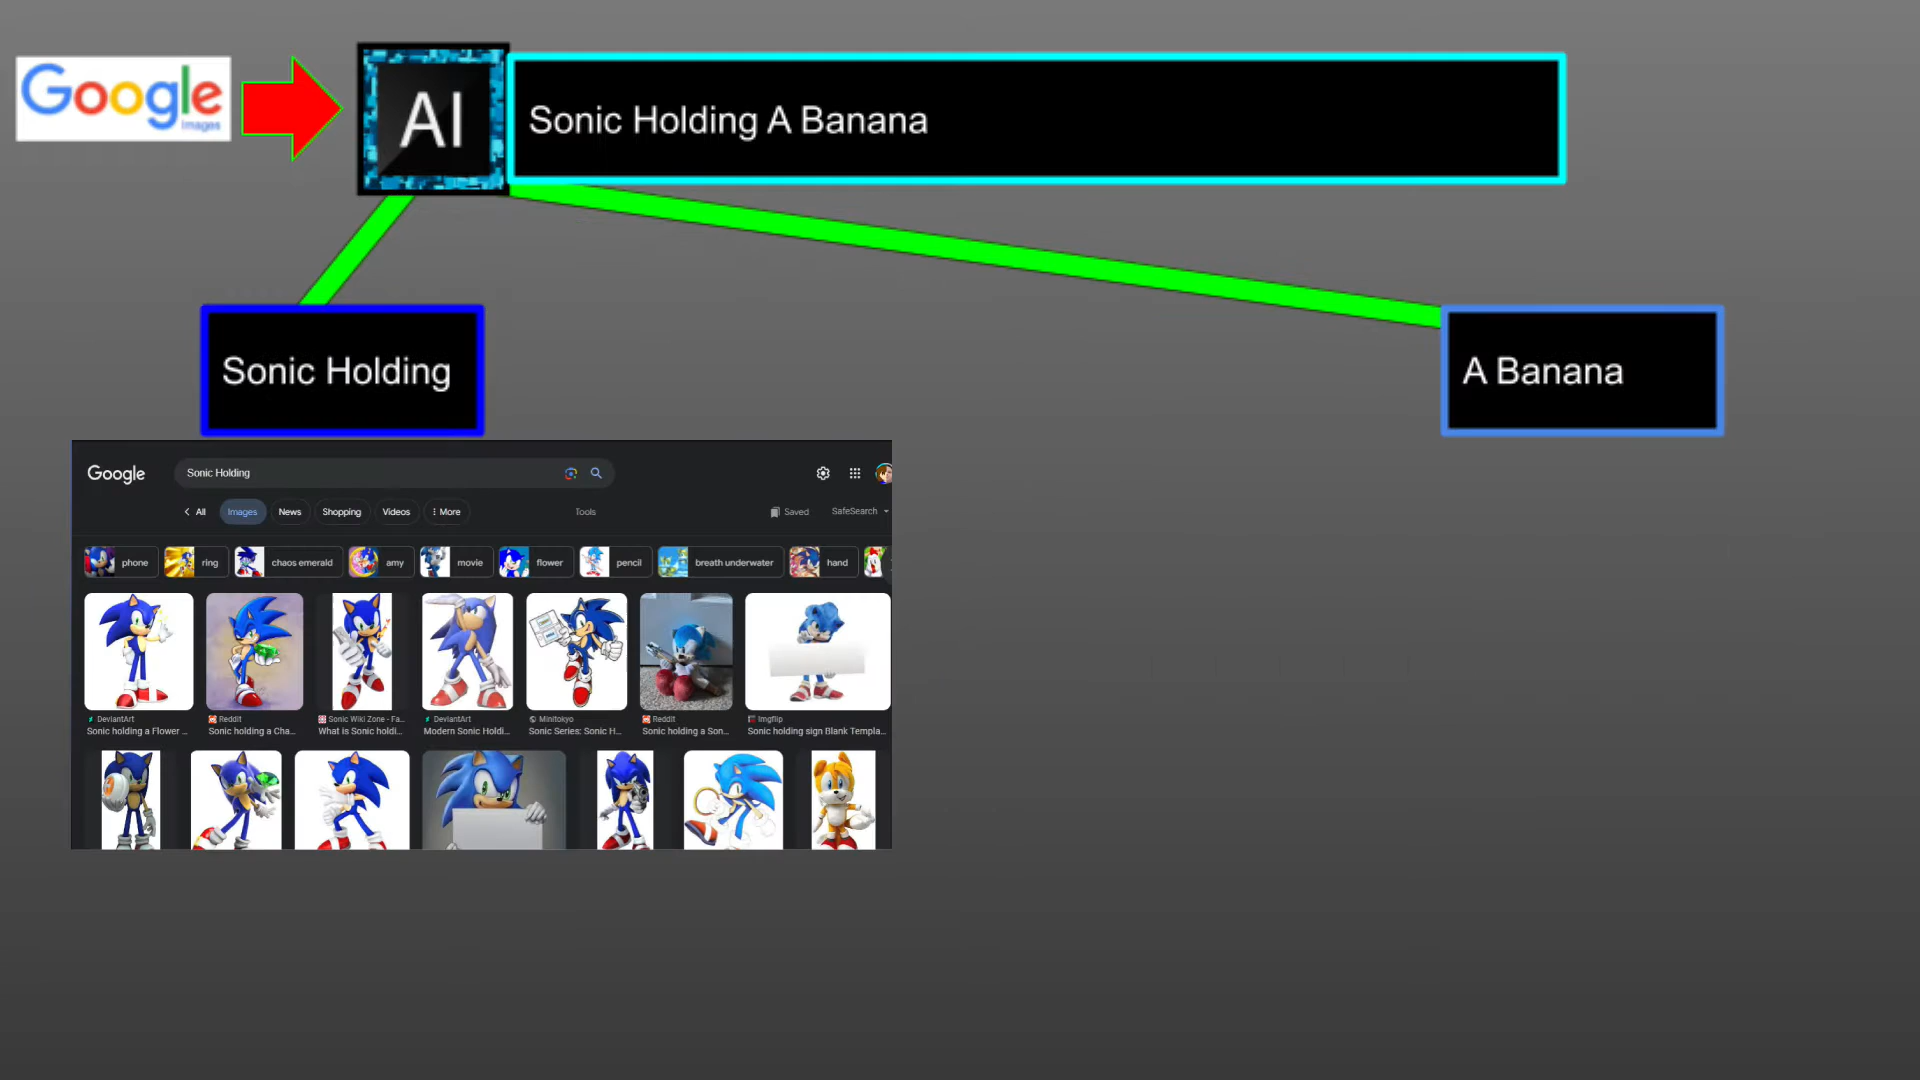 Google
Images
AI
Sonic Holding A Banana
Sonic Holding
A Banana
Google
Sonic Holding
All
Images
News
Shopping
Videos
More
Tools
Saved
SafeSearch
phone
ring
chaos emerald
amy
movie
flower
pencil
breath underwater
hand
DeviantArt
Sonic holding a Flower ...
Reddit
Sonic holding a Cha...
Sonic Wiki Zone - Fa...
What is Sonic holdi...
DeviantArt
Modern Sonic Holdi...
Minitokyo
Sonic Series: Sonic H...
Reddit
Sonic holding a Son...
Imgflip
Sonic holding sign Blank Templa...